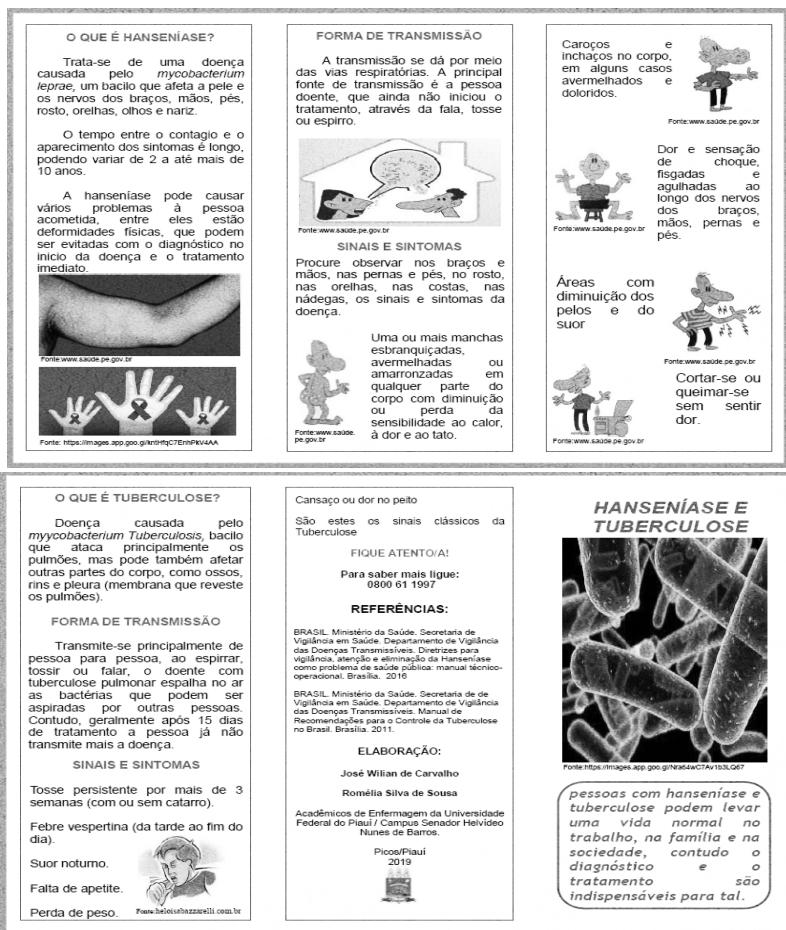 O QUE É HANSENÍASE?
Trata-se de uma doença
causada pelo mycobacterium
leprae, um bacilo que afeta a pele e
os nervos dos braços, mãos, pés,
rosto, orelhas, olhos e nariz.
O tempo entre o contagio e o
aparecimento dos sintomas é longo,
podendo variar de 2 a até mais de
10 anos.
A hanseníase pode causar
vários problemas à pessoa
acometida, entre eles estão
deformidades físicas, que podem
ser evitadas com o diagnóstico no
inicio da doença e o tratamento
imediato.
Fonte:www.saúde.pe.gov.br
Fonte: https://images.app.goo.gl/kntHfqC7EnhPkV4AA
FORMA DE TRANSMISSÃO
A transmissão se dá por meio
das vias respiratórias. A principal
fonte de transmissão é a pessoa
doente, que ainda não iniciou o
tratamento, através da fala, tosse
ou espirro.
Fonte:www.saúde.pe.gov.br
SINAIS E SINTOMAS
Procure observar nos braços e
mãos, nas pernas e pés, no rosto,
nas orelhas, nas costas, nas
nádegas, os sinais e sintomas da
doença.
Uma ou mais manchas
esbranquiçadas,
avermelhadas ou
amarronzadas em
qualquer parte do
corpo com diminuição
ou perda da
sensibilidade ao calor,
à dor e ao tato.
Fonte:www.saúde.
pe.gov.br
Caroços e
inchaços no corpo,
em alguns casos
avermelhados e
doloridos.
Fonte:www.saúde.pe.gov.br
Dor e sensação
de choque,
fisgadas e
agulhadas ao
longo dos nervos
dos braços,
mãos, pernas e
pés.
Fonte:www.saúde.pe.gov.br
Áreas com
diminuição dos
pelos e do
suor
Fonte:www.saúde.pe.gov.br
Cortar-se ou
queimar-se
sem sentir
dor.
Fonte:www.saúde.pe.gov.br
O QUE É TUBERCULOSE?
Doença causada pelo
myycobacterium Tuberculosis, bacilo
que ataca principalmente os
pulmões, mas pode também afetar
outras partes do corpo, como ossos,
rins e pleura (membrana que reveste
os pulmões).
FORMA DE TRANSMISSÃO
Transmite-se principalmente de
pessoa para pessoa, ao espirrar,
tossir ou falar, o doente com
tuberculose pulmonar espalha no ar
as bactérias que podem ser
aspiradas por outras pessoas.
Contudo, geralmente após 15 dias
de tratamento a pessoa já não
transmite mais a doença.
SINAIS E SINTOMAS
Tosse persistente por mais de 3
semanas (com ou sem catarro).
Febre vespertina (da tarde ao fim do
dia).
Suor noturno.
Falta de apetite.
Perda de peso.
Fonte:heloisabazzarelli.com.br
Cansaço ou dor no peito
São estes os sinais clássicos da
Tuberculose
FIQUE ATENTO/A!
Para saber mais ligue:
0800 61 1997
REFERÊNCIAS:
BRASIL. Ministério da Saúde. Secretaria de
Vigilância em Saúde. Departamento de Vigilância
das Doenças Transmissíveis. Diretrizes para
vigilância, atenção e eliminação da Hanseníase
como problema de saúde pública: manual técnico-
operacional. Brasília. 2016
BRASIL. Ministério da Saúde. Secretaria de de
Vigilância em Saúde. Departamento de Vigilância
das Doenças Transmissíveis. Manual de
Recomendações para o Controle da Tuberculose
no Brasil. Brasília. 2011.
ELABORAÇÃO:
José Wilian de Carvalho
Romélia Silva de Sousa
Acadêmicos de Enfermagem da Universidade
Federal do Piauí / Campus Senador Helvídeo
Nunes de Barros.
Picos/Piauí
2019
HANSENÍASE E
TUBERCULOSE
Fonte:https://images.app.goo.gl/Nra64wC7Av1b3LQ67
pessoas com hanseníase e
tuberculose podem levar
uma vida normal no
trabalho, na família e na
sociedade, contudo o
diagnóstico e o
tratamento são
indispensáveis para tal.